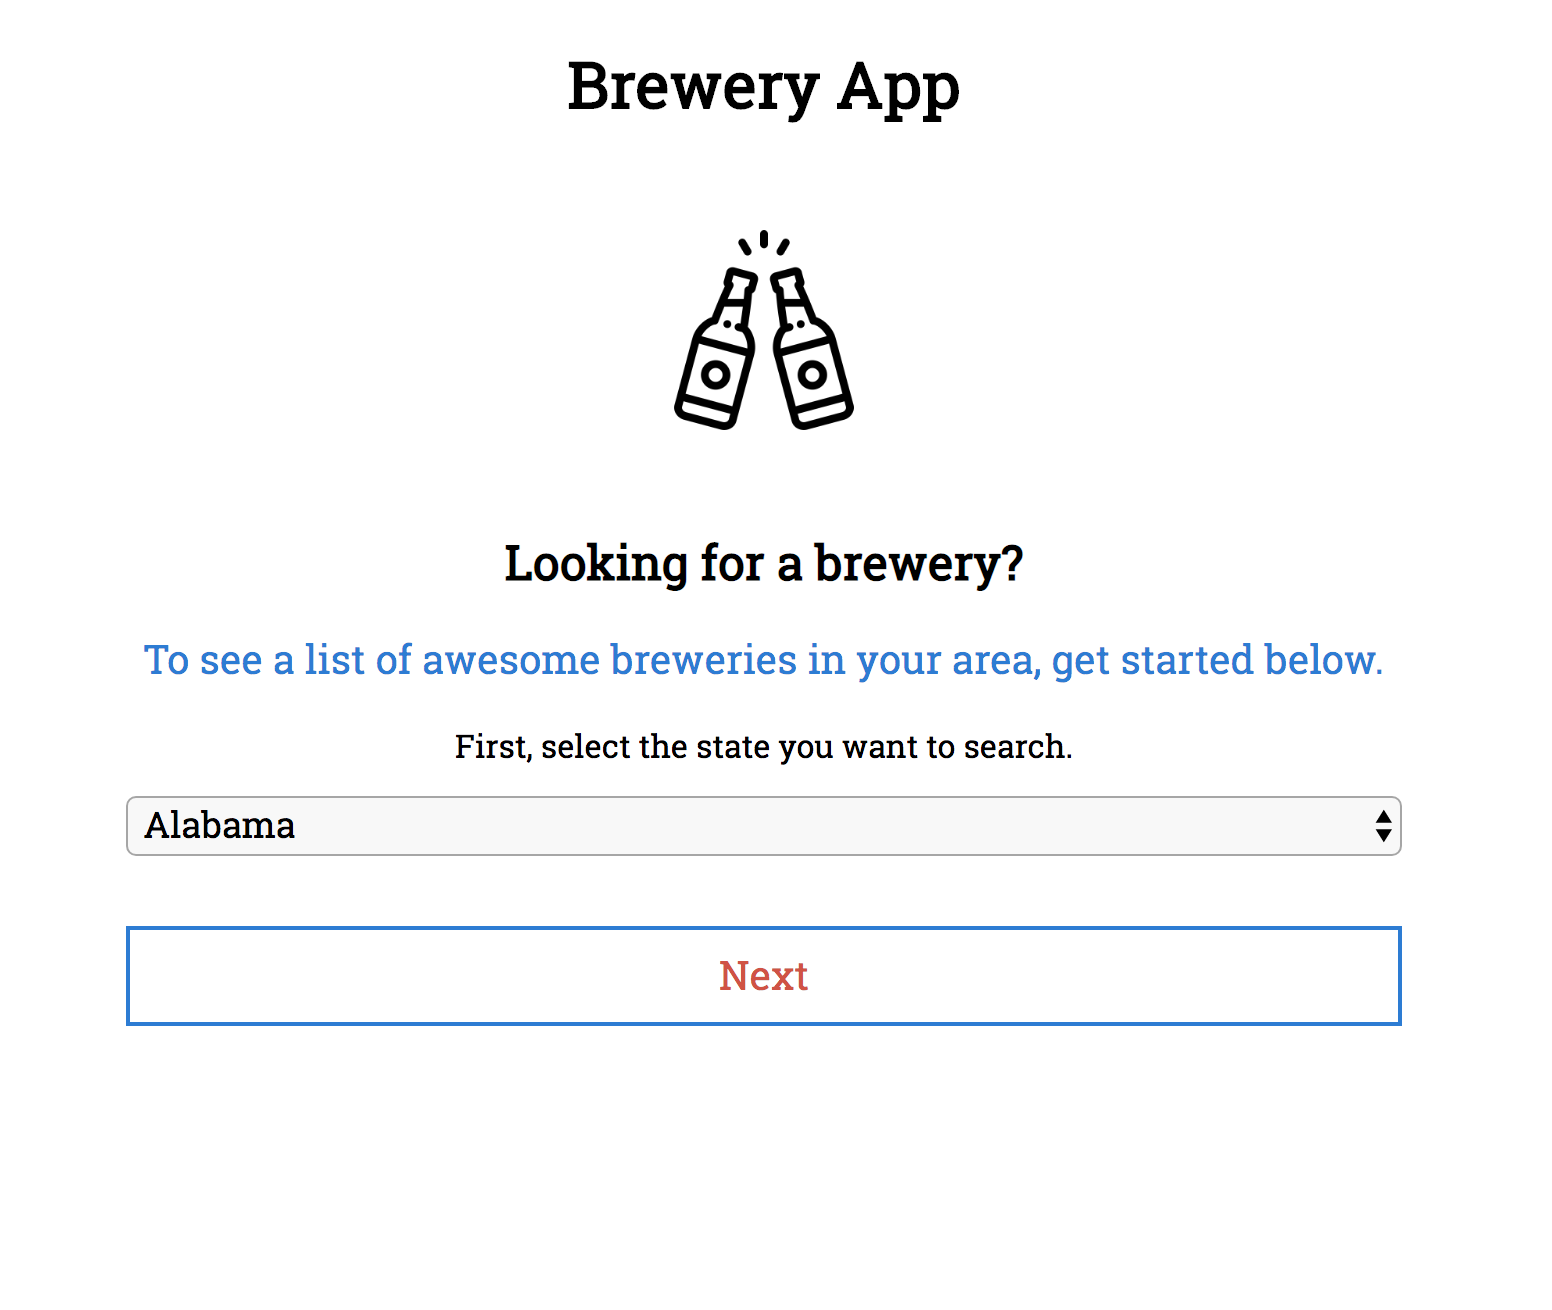 Brewery App
Looking for a brewery?
To see a list of awesome breweries in your area, get started below.
First, select the state you want to search.
Alabama
Next